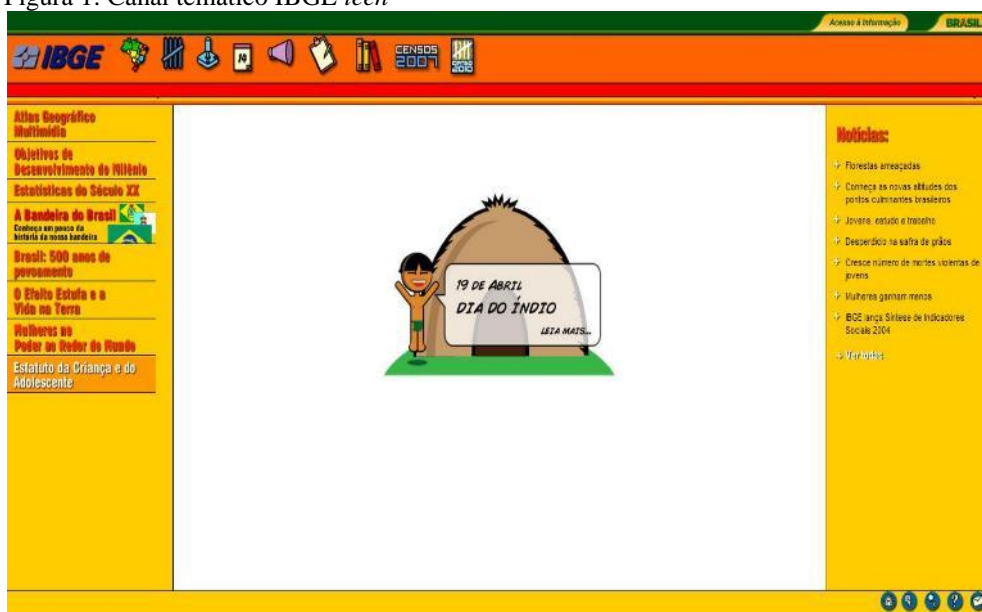 Figura 1: Canal temático IBGE teen
Acesso à Informação
BRASIL
IBGE
CENSOS
2007
2010
Atlas Geográfico
Multimídia
Objetivos de
Desenvolvimento do Milênio
Estatísticas do Século XX
A Bandeira do Brasil
Conheça um pouco da
história da nossa bandeira
Brasil: 500 anos de
povoamento
O Efeito Estufa e a
Vida na Terra
Mulheres no
Poder ao Redor do Mundo
Estatuto da Criança e do
Adolescente
19 DE ABRIL
DIA DO ÍNDIO
LEIA MAIS...
Notícias:
Florestas ameaçadas
Conheça as novas altitudes dos
pontos culminantes brasileiros
Jovens, estudo e trabalho
Desperdício na safra de grãos
Cresce número de mortes violentas de
jovens
Mulheres ganham menos
IBGE lança Síntese de Indicadores
Sociais 2004
Ver todas